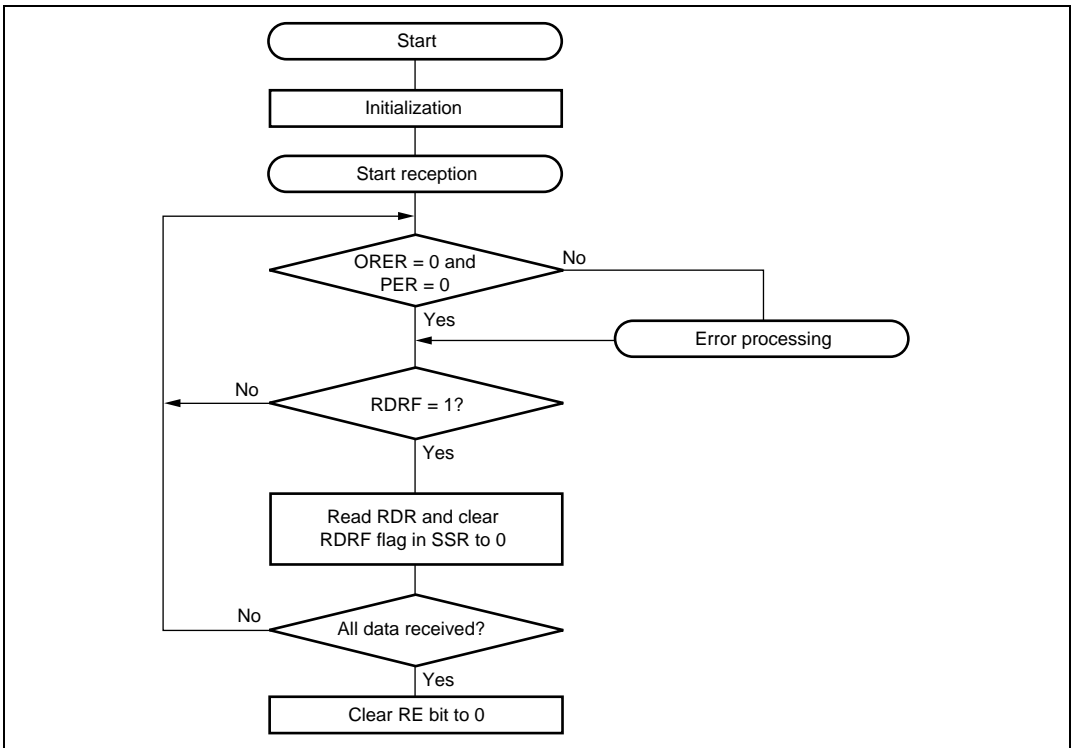 Start
Initialization
Start reception
ORER = 0 and
PER = 0
No
Yes
Error processing
No
RDRF = 1?
Yes
Read RDR and clear
RDRF flag in SSR to 0
No
All data received?
Yes
Clear RE bit to 0